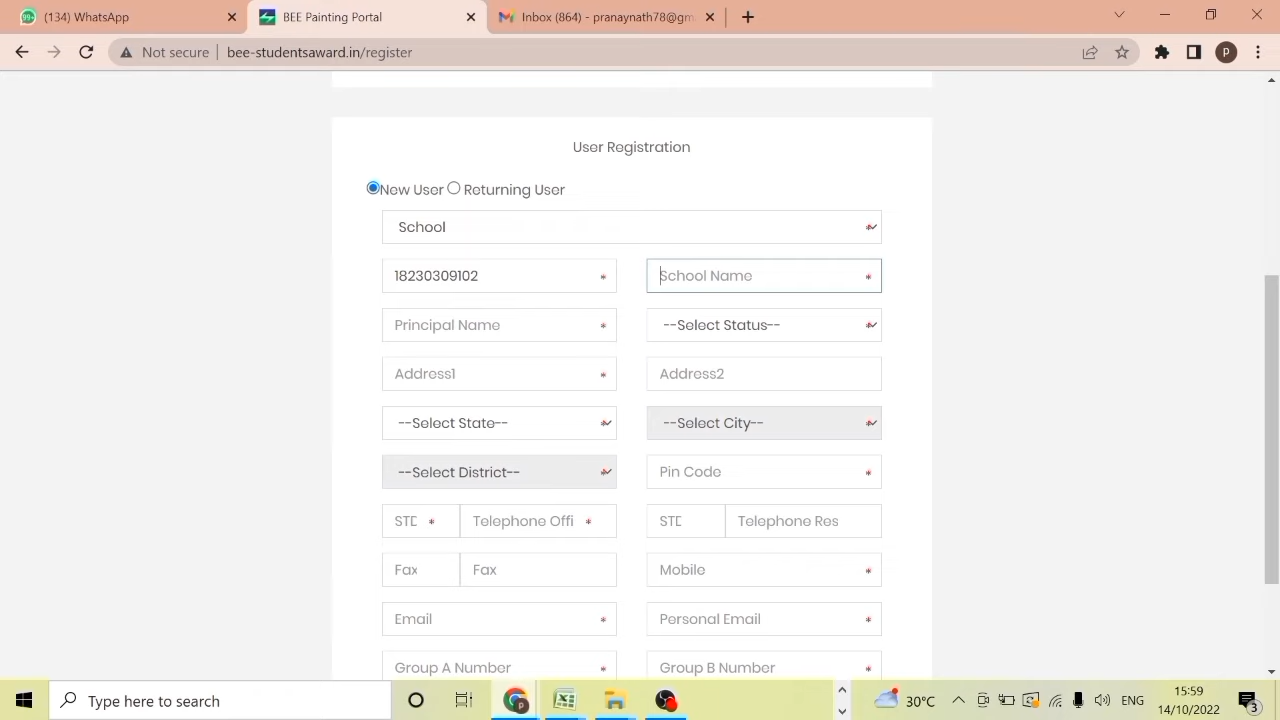 99+ (134) WhatsApp
BEE Painting Portal
Inbox (864) - pranaynath78@gm
Not secure bee-studentsaward.in/register
p
User Registration
New User Returning User
School
18230309102 * School Name *
Principal Name * --Select Status--
Address1 * Address2
--Select State-- --Select City--
--Select District-- Pin Code *
STD * Telephone Offi * STD Telephone Res
Fax Fax Mobile *
Email * Personal Email *
Group A Number * Group B Number *
Type here to search
30°C
ENG
15:59
14/10/2022
3